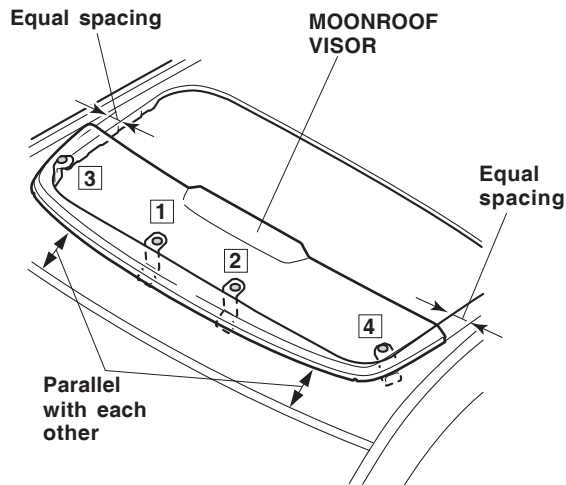 Equal spacing
MOONROOF
VISOR
3
1
2
4
Equal
spacing
Parallel
with each
other